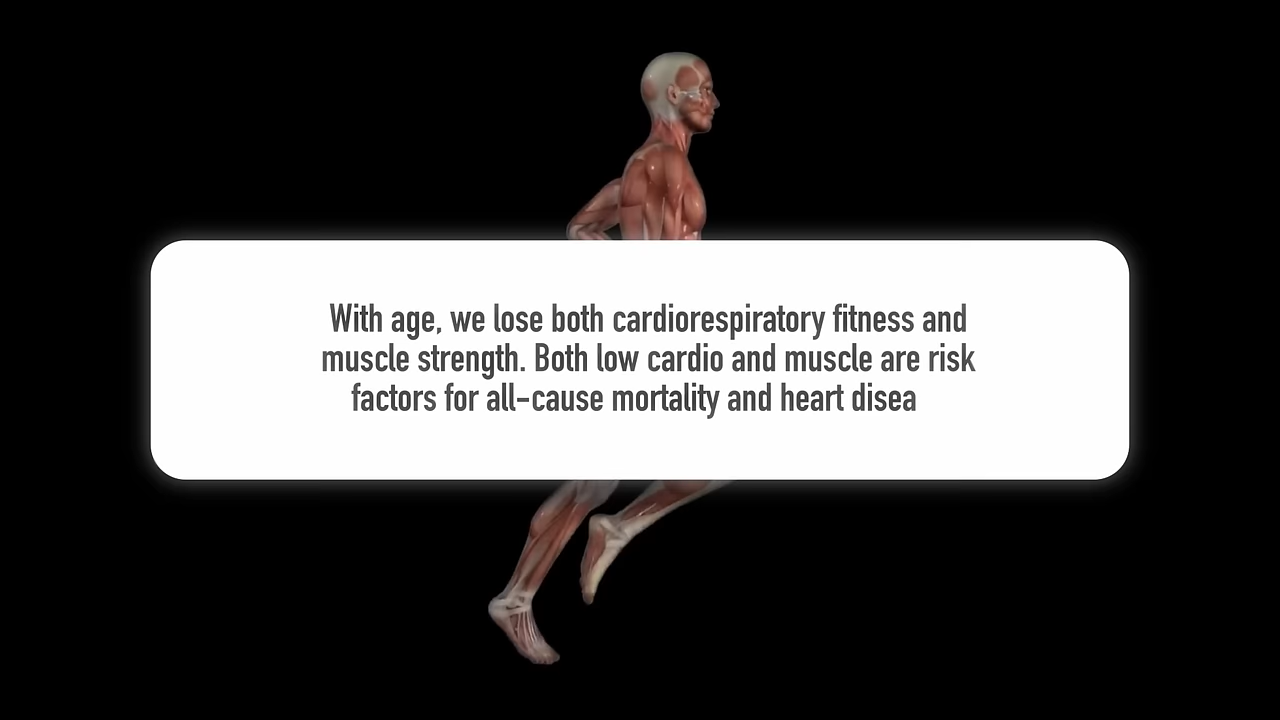 With age, we lose both cardiorespiratory fitness and
muscle strength. Both low cardio and muscle are risk
factors for all-cause mortality and heart disea